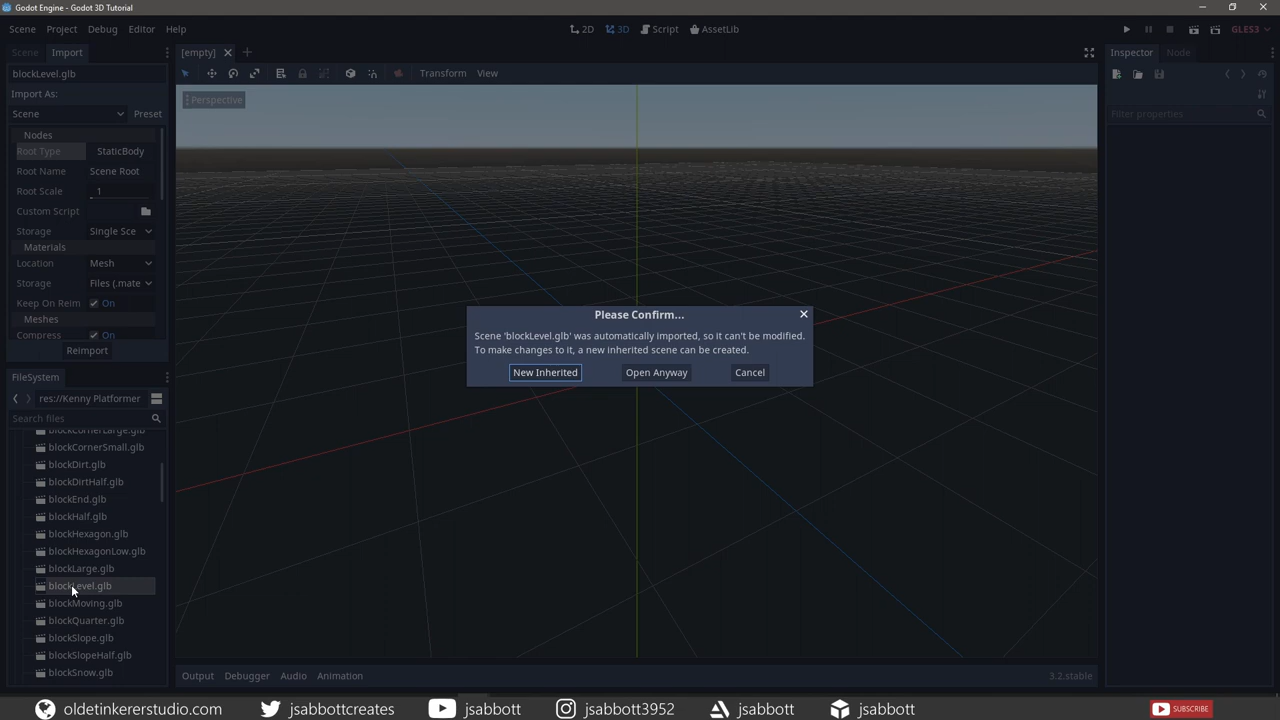 Godot Engine - Godot 3D Tutorial
Scene Project Debug Editor Help
2D 3D Script AssetLib
GLES3
Scene Import
[empty]
Inspector Node
blockLevel.glb
Transform View
Import As:
Perspective
Scene Preset
Filter properties
Nodes
Root Type StaticBody
Root Name Scene Root
Root Scale 1
Custom Script
Storage Single Sce
Materials
Location Mesh
Storage Files (.mate
Keep On Reim On
Meshes
Compress On
Reimport
Please Confirm...
Scene 'blockLevel.glb' was automatically imported, so it can't be modified.
To make changes to it, a new inherited scene can be created.
New Inherited Open Anyway Cancel
FileSystem
res://Kenny Platformer
Search files
blockCornerLarge.glb
blockCornerSmall.glb
blockDirt.glb
blockDirtHalf.glb
blockEnd.glb
blockHalf.glb
blockHexagon.glb
blockHexagonLow.glb
blockLarge.glb
blockLevel.glb
blockMoving.glb
blockQuarter.glb
blockSlope.glb
blockSlopeHalf.glb
blockSnow.glb
Output Debugger Audio Animation
3.2.stable
oldetinkererstudio.com jsabbottcreates jsabbott jsabbott3952 jsabbott jsabbott SUBSCRIBE